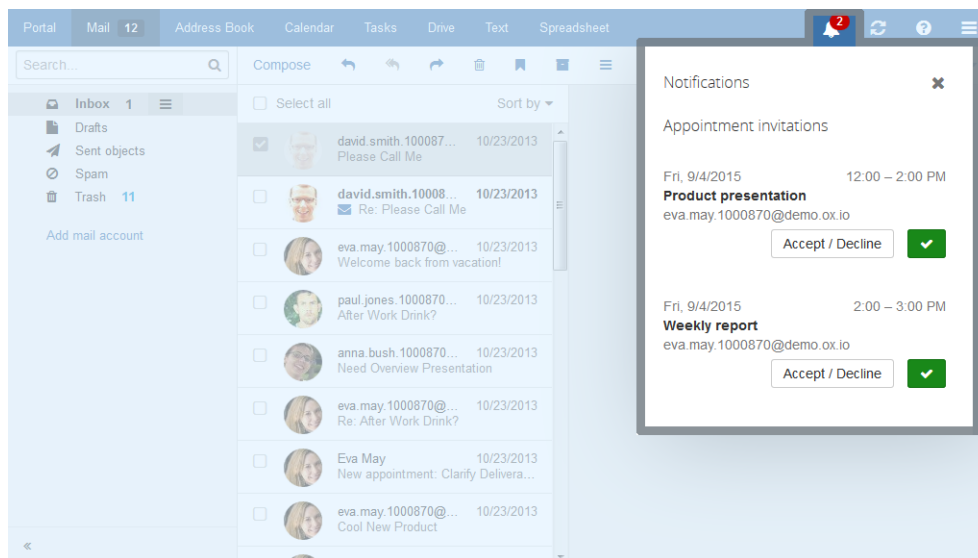 Portal Mail 12 Address Book Calendar Tasks Drive Text Spreadsheet 2
Search... Compose
Inbox 1
Drafts
Sent objects
Spam
Trash 11
Add mail account
Select all Sort by
david.smith.100087... 10/23/2013
Please Call Me
david.smith.10008... 10/23/2013
Re: Please Call Me
eva.may.1000870@... 10/23/2013
Welcome back from vacation!
paul.jones.1000870... 10/23/2013
After Work Drink?
anna.bush.1000870... 10/23/2013
Need Overview Presentation
eva.may.1000870@... 10/23/2013
Re: After Work Drink?
Eva May 10/23/2013
New appointment: Clarify Delivera...
eva.may.1000870@... 10/23/2013
Cool New Product
Notifications
Appointment invitations
Fri, 9/4/2015 12:00 – 2:00 PM
Product presentation
eva.may.1000870@demo.ox.io
Accept / Decline
Fri, 9/4/2015 2:00 – 3:00 PM
Weekly report
eva.may.1000870@demo.ox.io
Accept / Decline